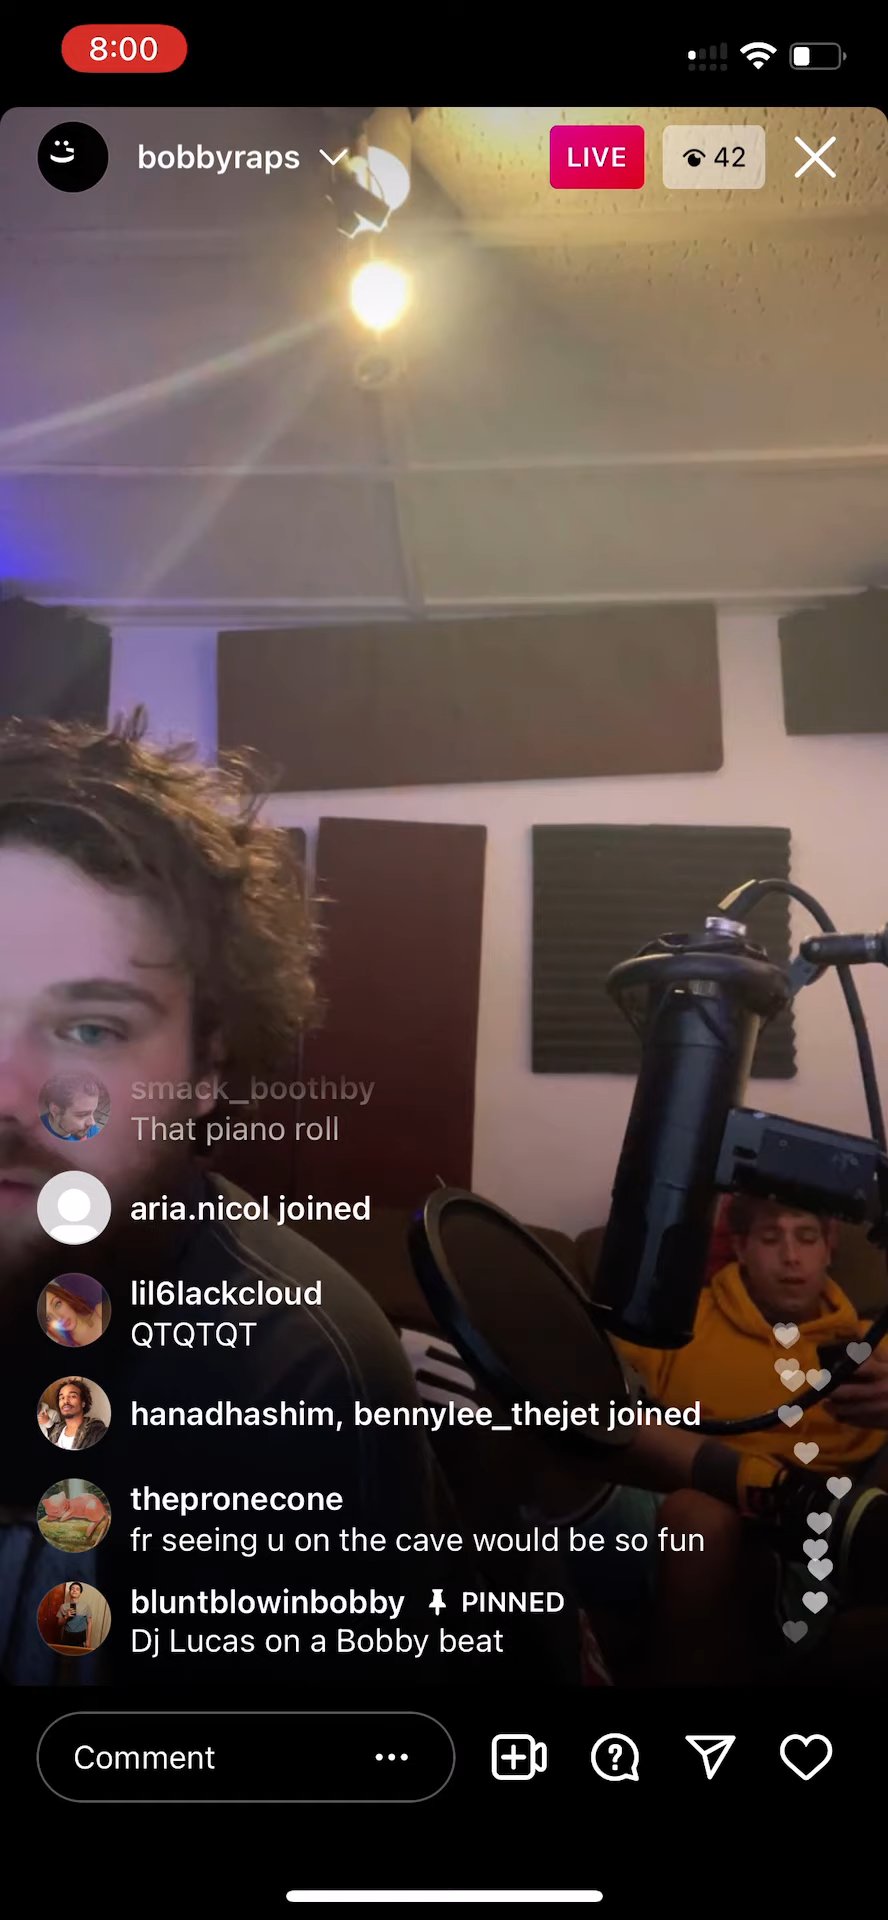 8:00
bobbyraps
LIVE
42
smack_boothby
That piano roll
aria.nicol joined
lil6lackcloud
QTQTQT
hanadhashim, bennylee_thejet joined
thepronecone
fr seeing u on the cave would be so fun
bluntblowinbobby PINNED
Dj Lucas on a Bobby beat
Comment